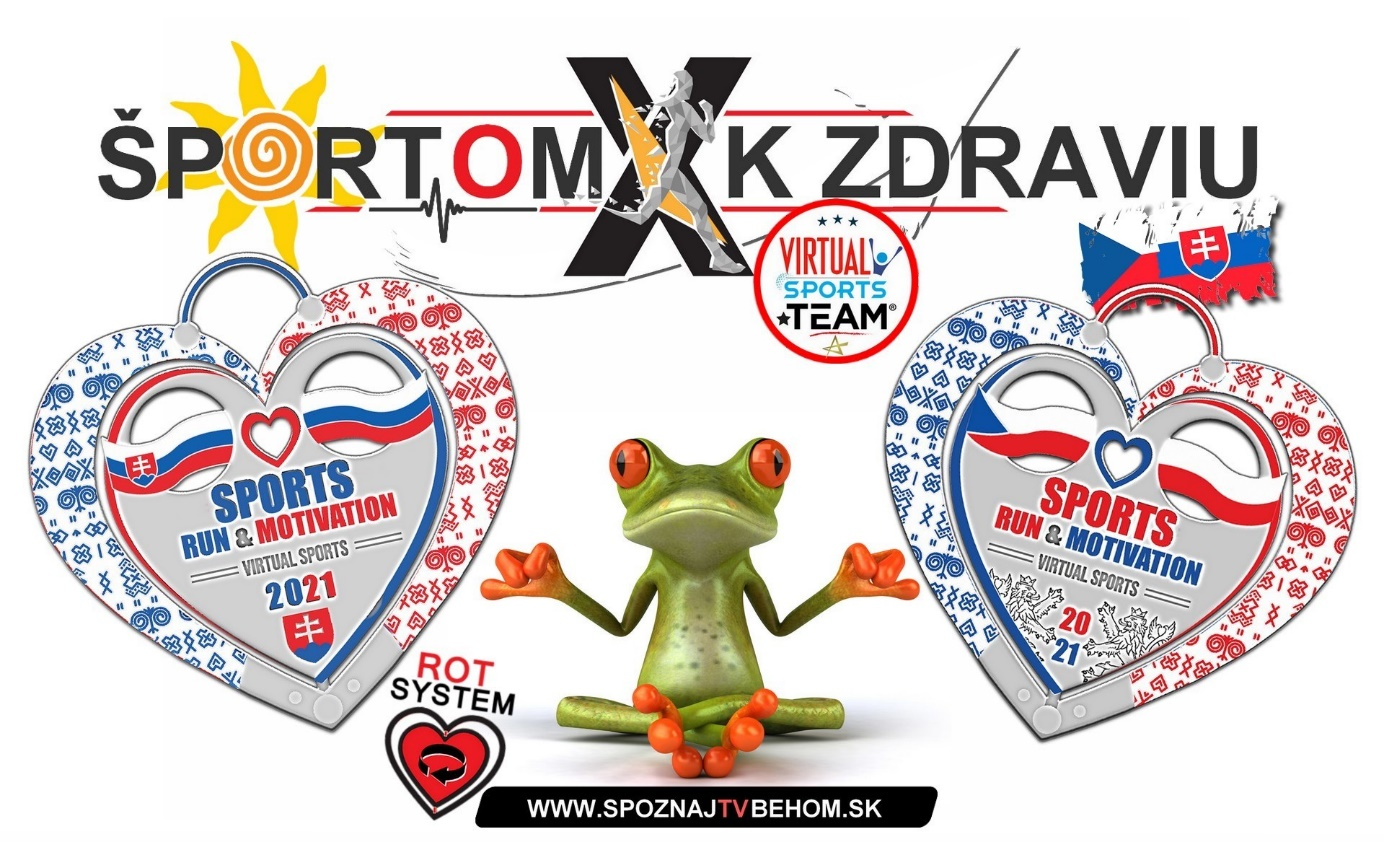 ŠPORTOM X K ZDRAVIU
VIRTUAL
SPORTS
TEAM®
SPORTS
RUN & MOTIVATION
VIRTUAL SPORTS
2021
SPORTS
RUN & MOTIVATION
VIRTUAL SPORTS
20
21
ROT
SYSTEM
WWW.SPOZNAJTVBEHOM.SK